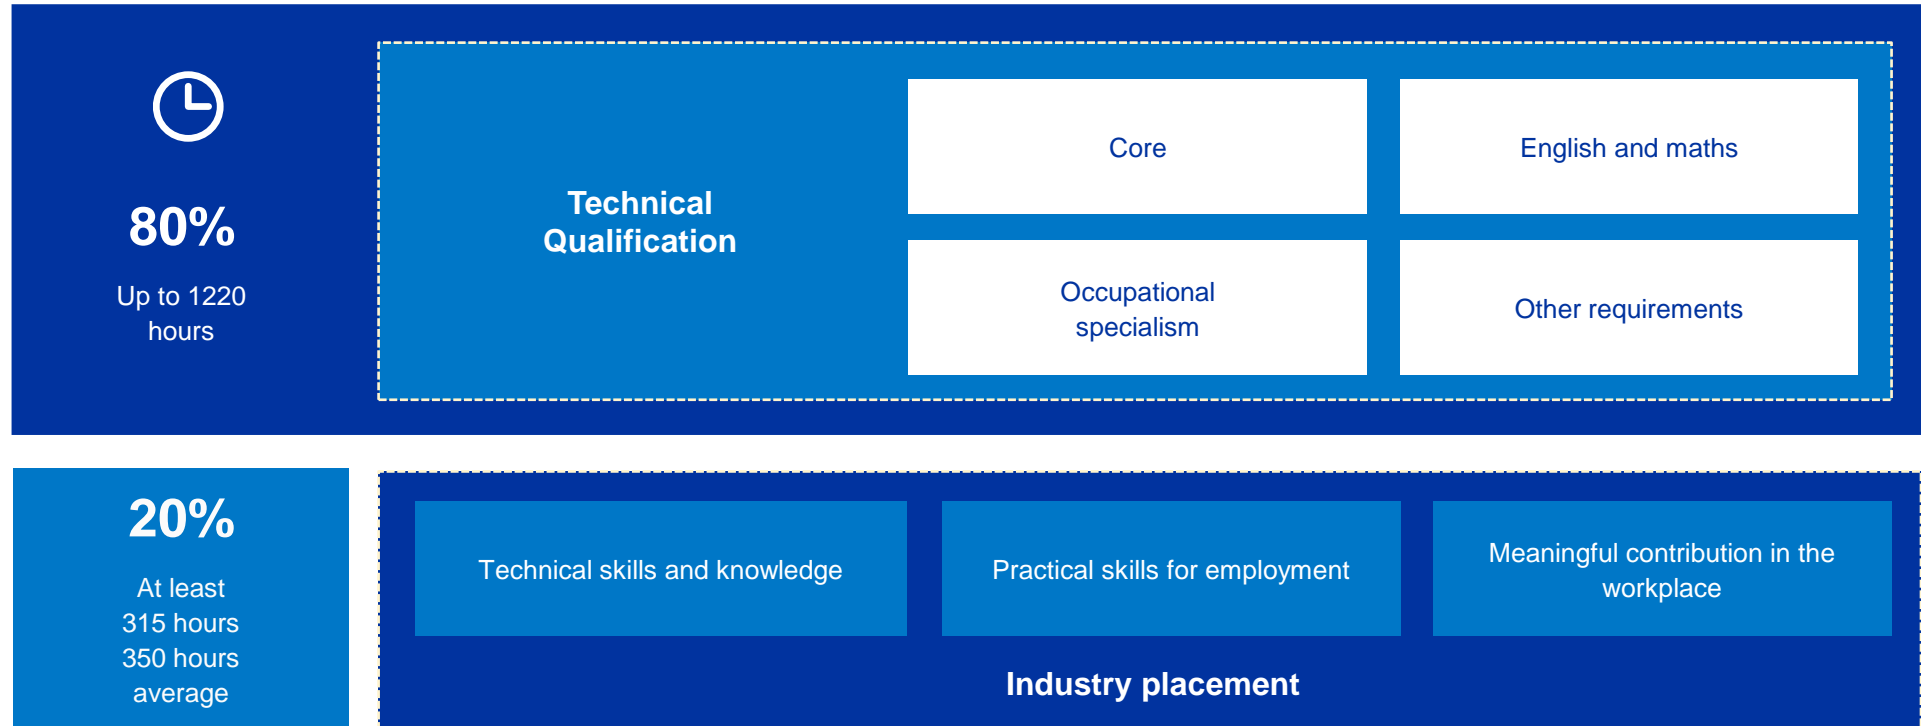 80%
Up to 1220
hours
Technical
Qualification
Core
English and maths
Occupational
specialism
Other requirements
20%
At least
315 hours
350 hours
average
Technical skills and knowledge
Practical skills for employment
Meaningful contribution in the
workplace
Industry placement